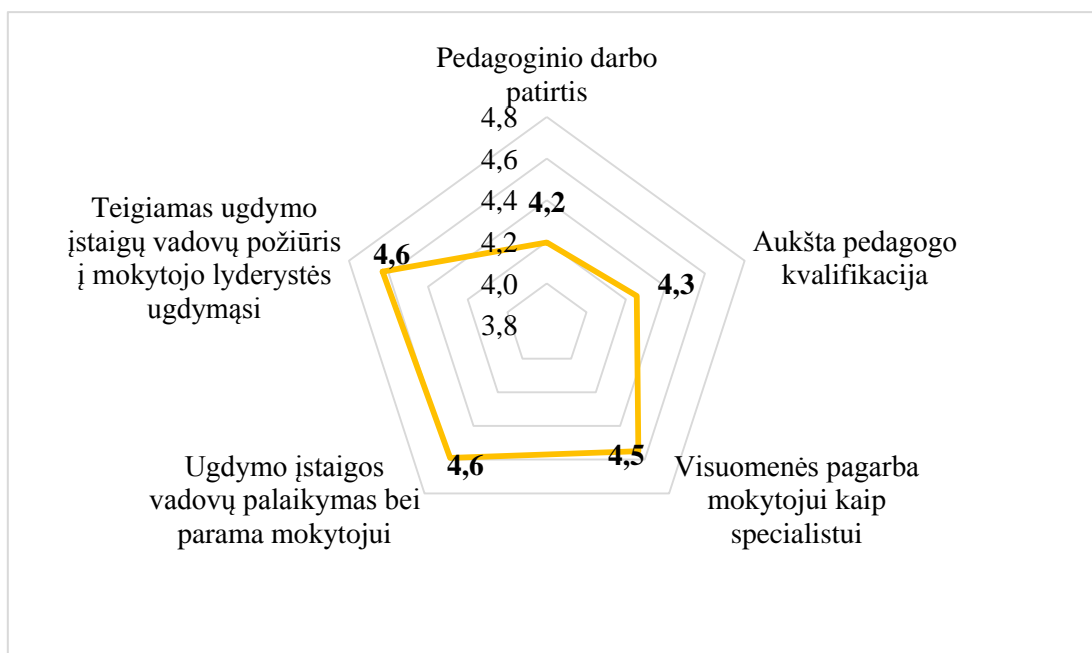 Pedagoginio darbo
patirtis
4,8
4,6
4,4
4,2
4,0
3,8
4,2
Aukšta pedagogo
kvalifikacija
4,3
Visuomenės pagarba
mokytojui kaip
specialistui
4,5
Ugdymo įstaigos
vadovų palaikymas bei
parama mokytojui
4,6
Teigiamas ugdymo
įstaigų vadovų požiūris
į mokytojo lyderystės
ugdymąsi
4,6